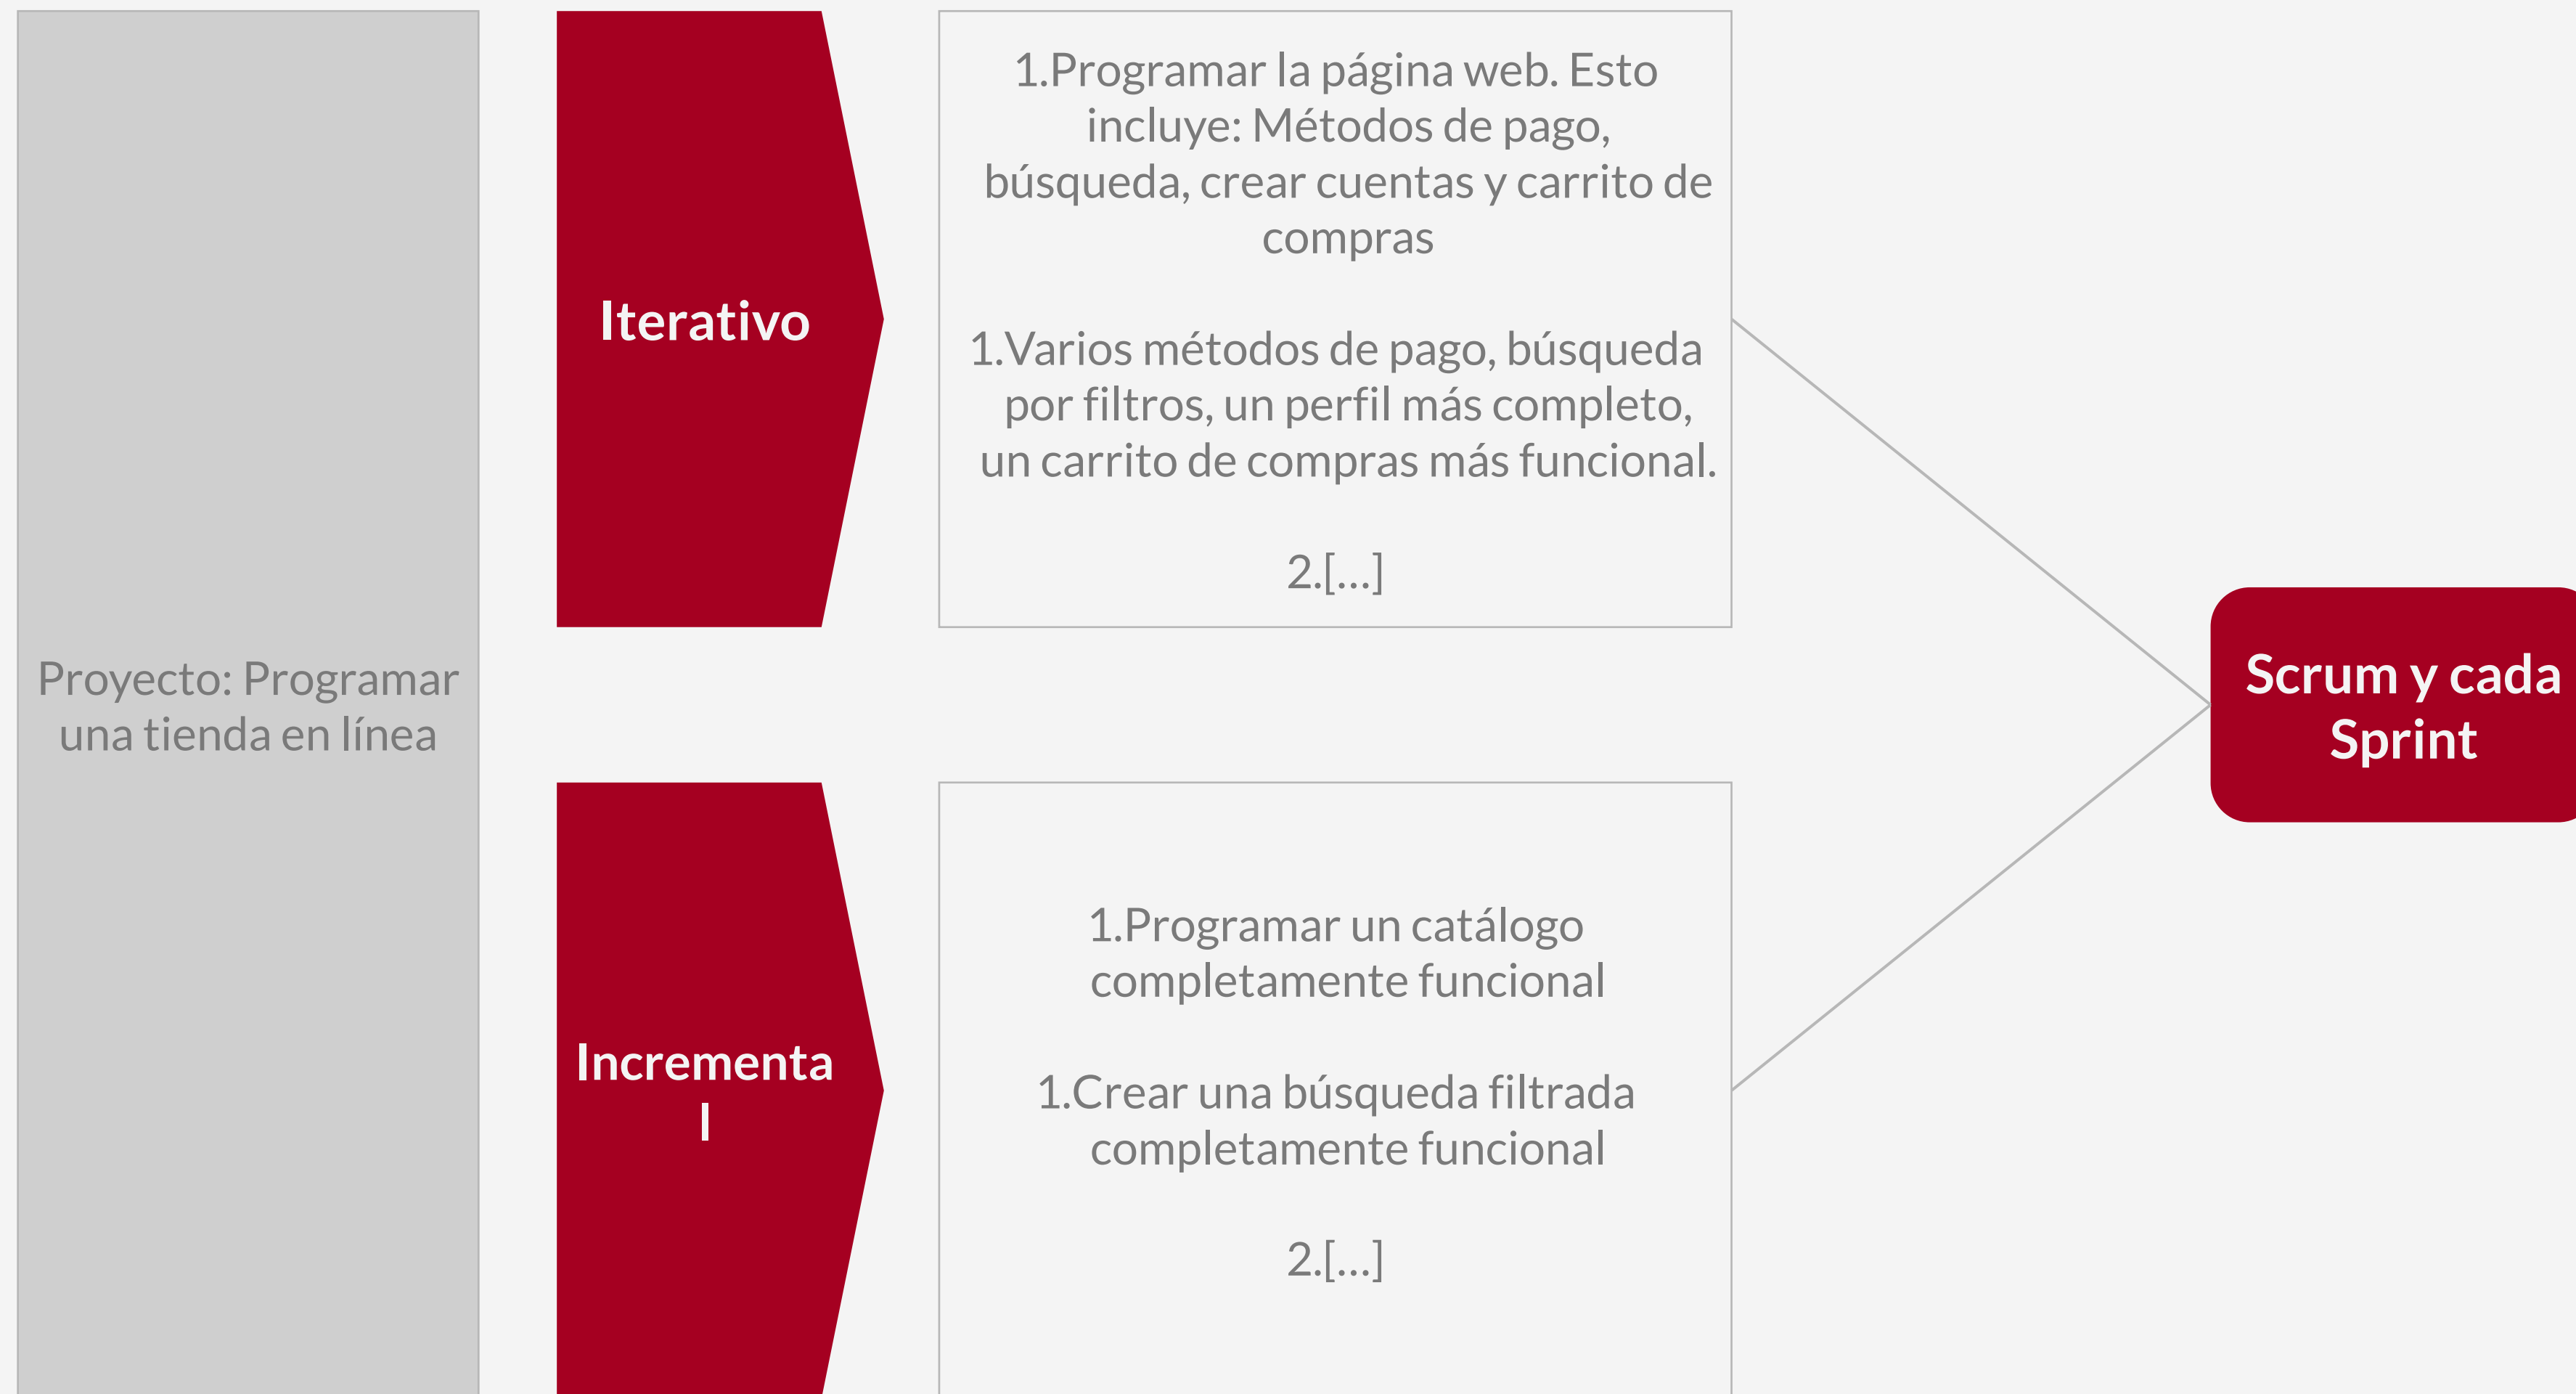 Proyecto: Programar
una tienda en línea
Iterativo
1.Programar la página web. Esto
incluye: Métodos de pago,
búsqueda, crear cuentas y carrito de
compras
1.Varios métodos de pago, búsqueda
por filtros, un perfil más completo,
un carrito de compras más funcional.
2.[…]
Incrementa
l
1.Programar un catálogo
completamente funcional
1.Crear una búsqueda filtrada
completamente funcional
2.[…]
Scrum y cada
Sprint